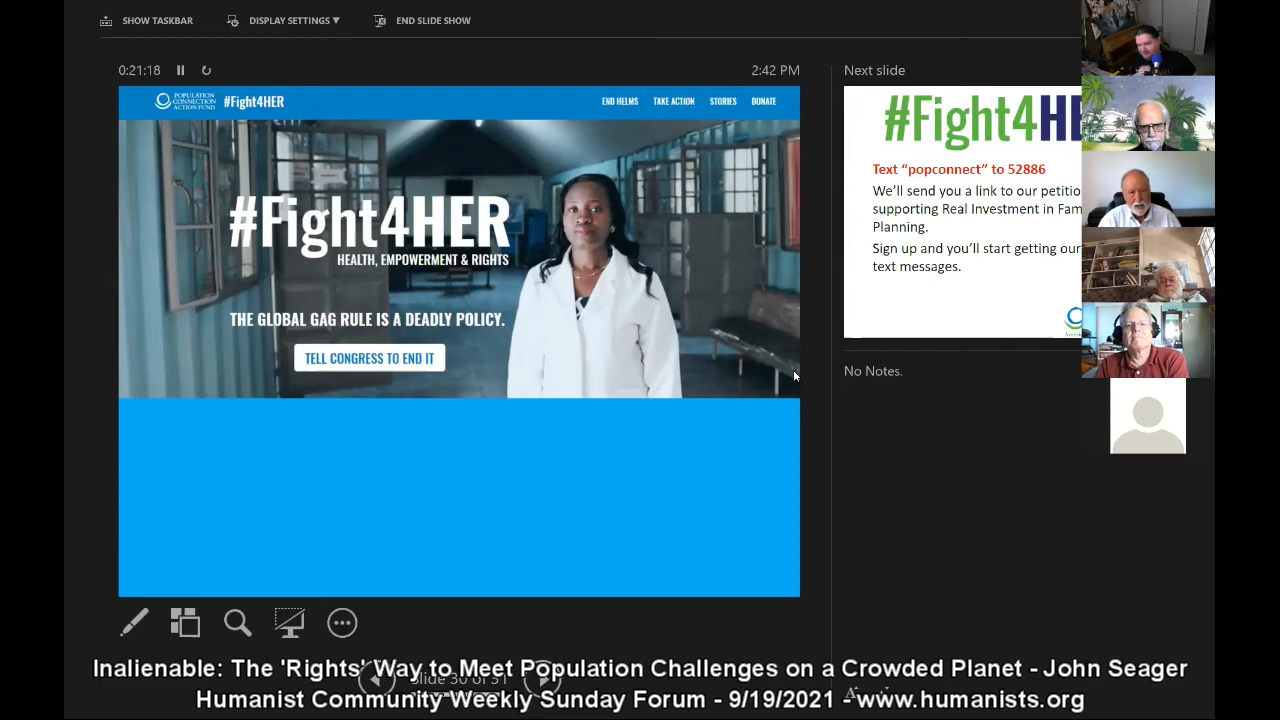 SHOW TASKBAR
DISPLAY SETTINGS ▼
END SLIDE SHOW
0:21:18
2:42 PM
POPULATION
CONNECTION
ACTION FUND
#Fight4HER
END HELMS
TAKE ACTION
STORIES
DONATE
#Fight4HER
HEALTH, EMPOWERMENT & RIGHTS
THE GLOBAL GAG RULE IS A DEADLY POLICY.
TELL CONGRESS TO END IT
Next slide
#Fight4HE
Text “popconnect” to 52886
We’ll send you a link to our petitio
supporting Real Investment in Fam
Planning.
Sign up and you’ll start getting our
text messages.
No Notes.
Slide 30 of 31
Inalienable: The 'Rights' Way to Meet Population Challenges on a Crowded Planet - John Seager
Humanist Community Weekly Sunday Forum - 9/19/2021 - www.humanists.org